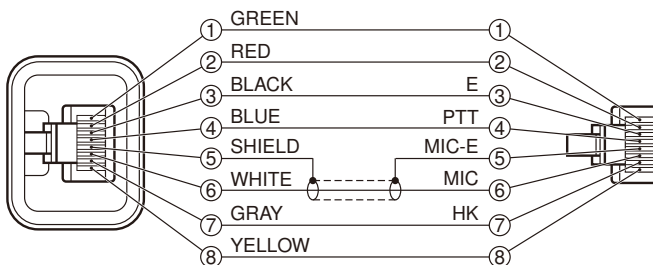 ① GREEN ①
② RED ②
③ BLACK E ③
④ BLUE PTT ④
⑤ SHIELD MIC-E ⑤
⑥ WHITE MIC ⑥
⑦ GRAY HK ⑦
⑧ YELLOW ⑧